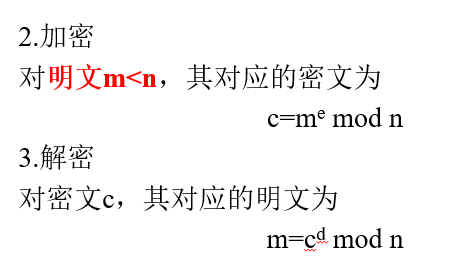 2.加密
对明文m<n，其对应的密文为
c=mᵉ mod n
3.解密
对密文c，其对应的明文为
m=cᵈ mod n